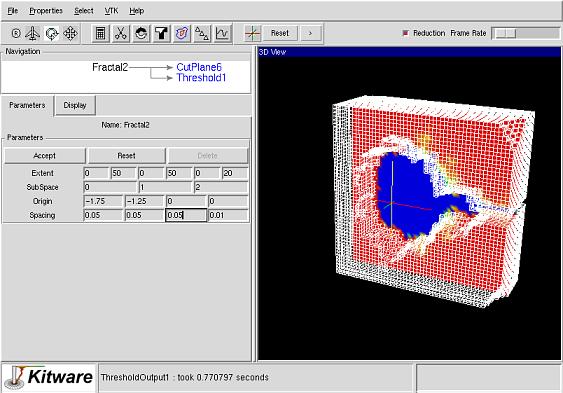 File Properties Select VTK Help
R Reset > Reduction Frame Rate
Navigation
Fractal2 CutPlane6
Threshold1
3D View
Parameters Display
Name: Fractal2
Parameters
Accept Reset Delete
Extent 0 50 0 50 0 20
SubSpace 0 1 2
Origin -1.75 -1.25 0 0
Spacing 0.05 0.05 0.05 0.01
Kitware
ThresholdOutput1 : took 0.770797 seconds